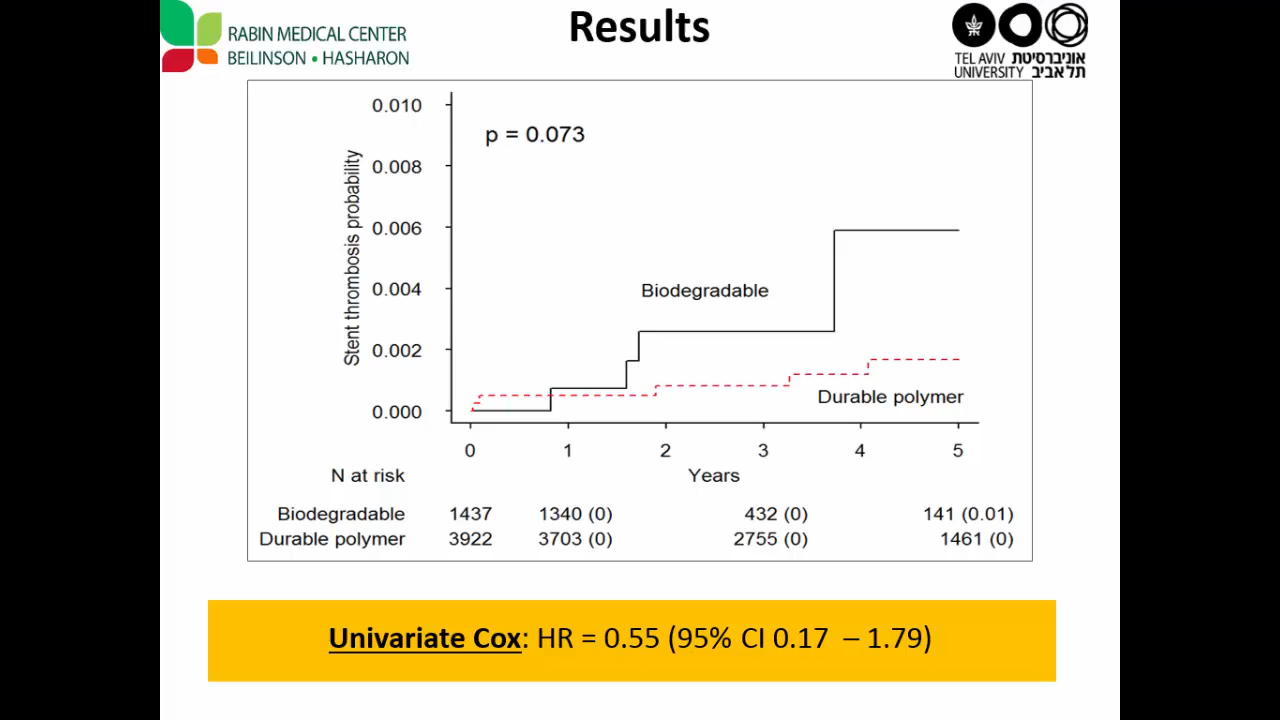 RABIN MEDICAL CENTER
BEILINSON • HASHARON
Results
TEL AVIV אוניברסיטת
UNIVERSITY תל אביב
0.010
0.008
0.006
0.004
0.002
0.000
Stent thrombosis probability
p = 0.073
Biodegradable
Durable polymer
0 1 2 3 4 5
N at risk Years
Biodegradable 1437 1340 (0) 432 (0) 141 (0.01)
Durable polymer 3922 3703 (0) 2755 (0) 1461 (0)
Univariate Cox: HR = 0.55 (95% CI 0.17 – 1.79)